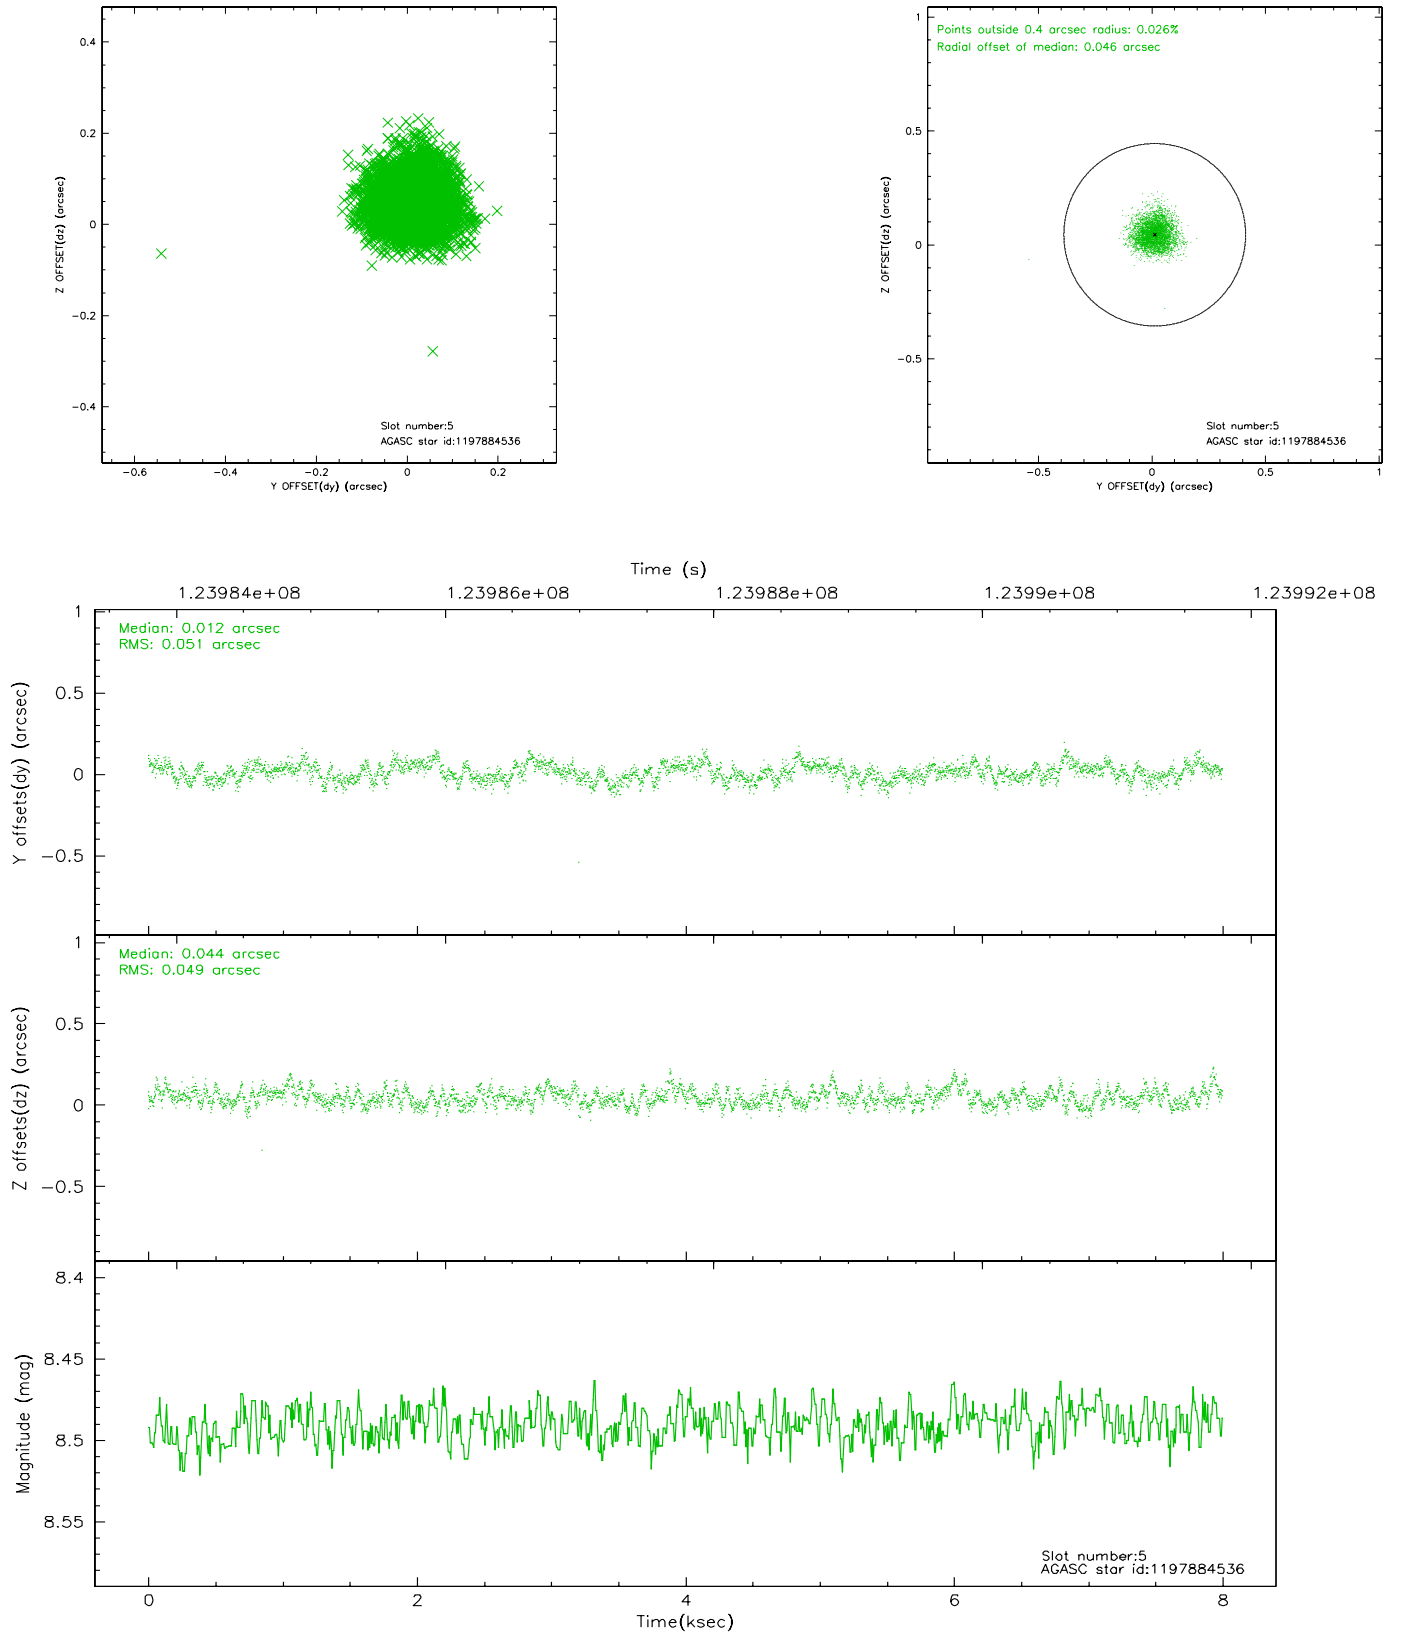 0.4
0.2
0
−0.2
−0.4
Z OFFSET(dz) (arcsec)
Slot number:5
AGASC star id:1197884536
−0.6 −0.4 −0.2 0 0.2
Y OFFSET(dy) (arcsec)
Points outside 0.4 arcsec radius: 0.026%
Radial offset of median: 0.046 arcsec
1
0.5
0
−0.5
Z OFFSET(dz) (arcsec)
Slot number:5
AGASC star id:1197884536
−0.5 0 0.5 1
Y OFFSET(dy) (arcsec)
Time (s)
1.23984e+08 1.23986e+08 1.23988e+08 1.2399e+08 1.23992e+08
Median: 0.012 arcsec
RMS: 0.051 arcsec
1
0.5
0
−0.5
Y offsets(dy) (arcsec)
Median: 0.044 arcsec
RMS: 0.049 arcsec
1
0.5
0
−0.5
Z offsets(dz) (arcsec)
8.4
8.45
8.5
8.55
Magnitude (mag)
Slot number:5
AGASC star id:1197884536
0 2 4 6 8
Time(ksec)